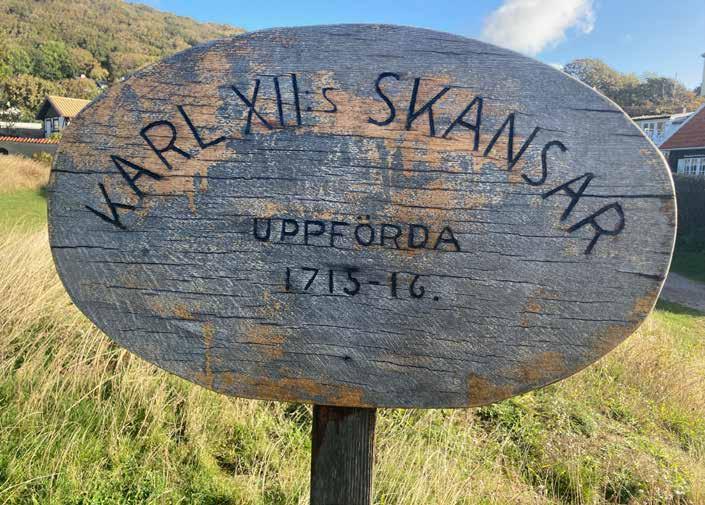 KARL XII:s SKANSAR
UPPFÖRDA
1715-16.